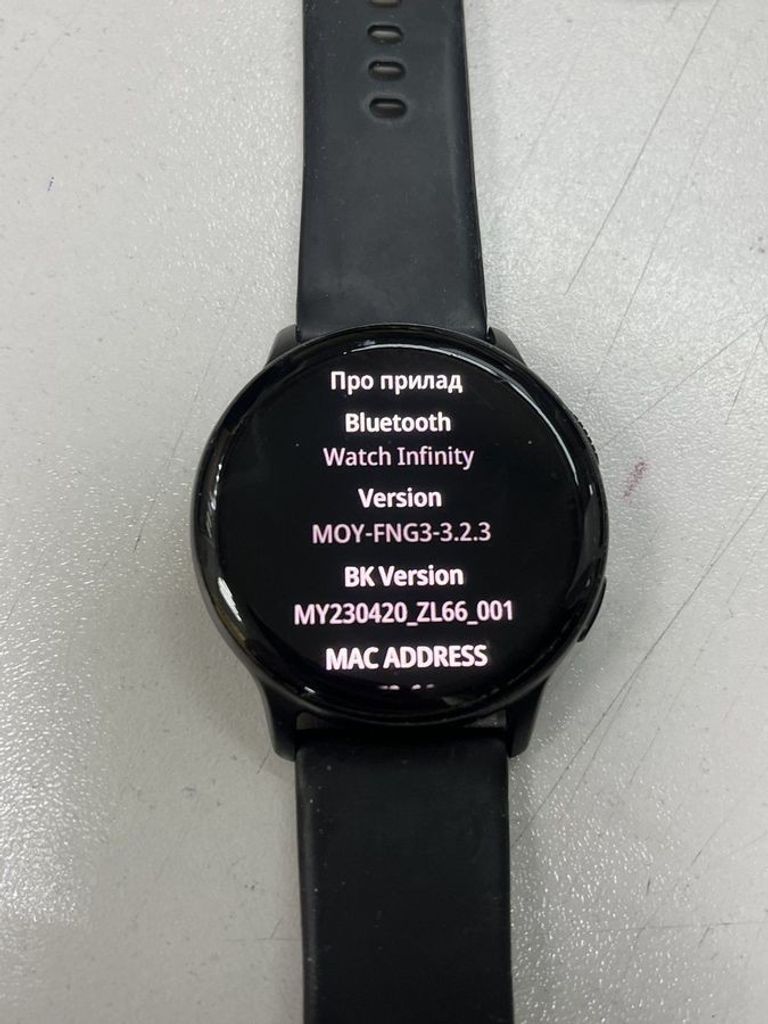 Про прилад
Bluetooth
Watch Infinity
Version
MOY-FNG3-3.2.3
BK Version
MY230420_ZL66_001
MAC ADDRESS